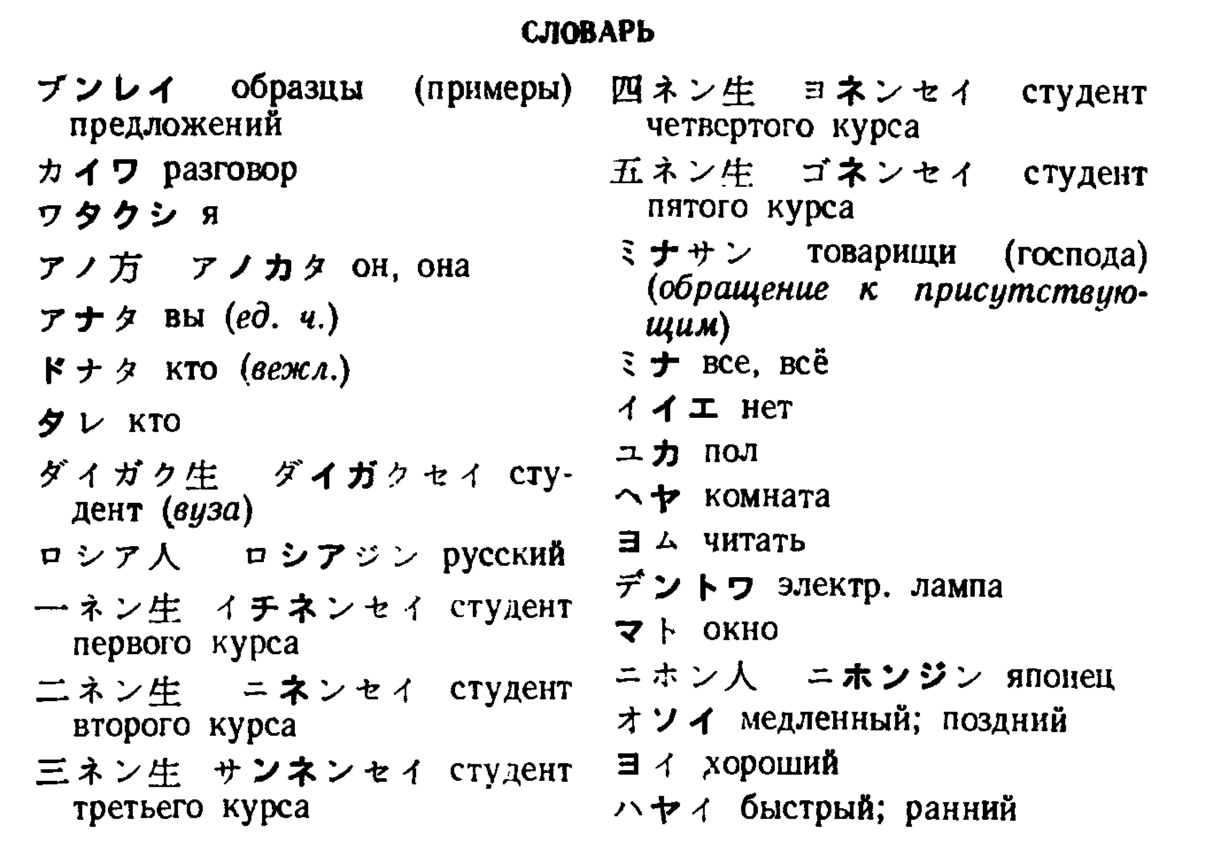 СЛОВАРЬ
ブンレイ образцы (примеры)
предложений
カイワ разговор
ワタクシ я
アノ方 アノカタ он, она
アナタ вы (ед. ч.)
ドナタ кто (вежл.)
タレ кто
ダイガク生 ダイガクセイ сту-
дент (вуза)
ロシア人 ロシアジン русский
一ネン生 イチネンセイ студент
первого курса
二ネン生 ニネンセイ студент
второго курса
三ネン生 サンネンセイ студент
третьего курса
四ネン生 ヨネンセイ студент
четвертого курса
五ネン生 ゴネンセイ студент
пятого курса
ミナサン товарищи (господа)
(обращение к присутствую-
щим)
ミナ все, всё
イイエ нет
ユカ пол
ヘヤ комната
ヨム читать
デントワ электр. лампа
マト окно
ニホン人 ニホンジン японец
オソイ медленный; поздний
ヨイ хороший
ハヤイ быстрый; ранний